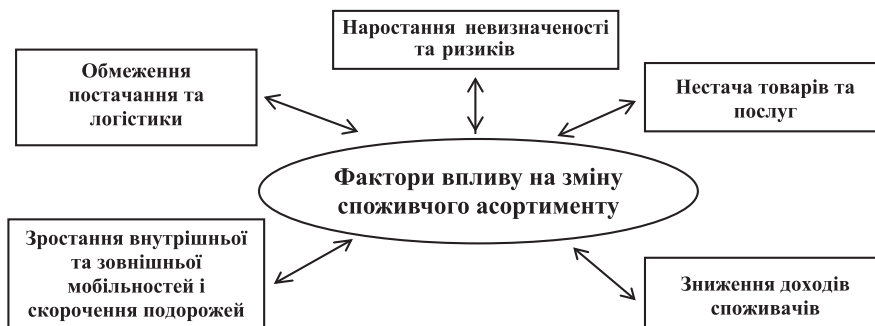 Наростання невизначеності
та ризиків
Обмеження
постачання та
логістики
Нестача товарів та
послуг
Фактори впливу на зміну
споживчого асортименту
Зростання внутрішньої
та зовнішньої
мобільностей і
скорочення подорожей
Зниження доходів
споживачів